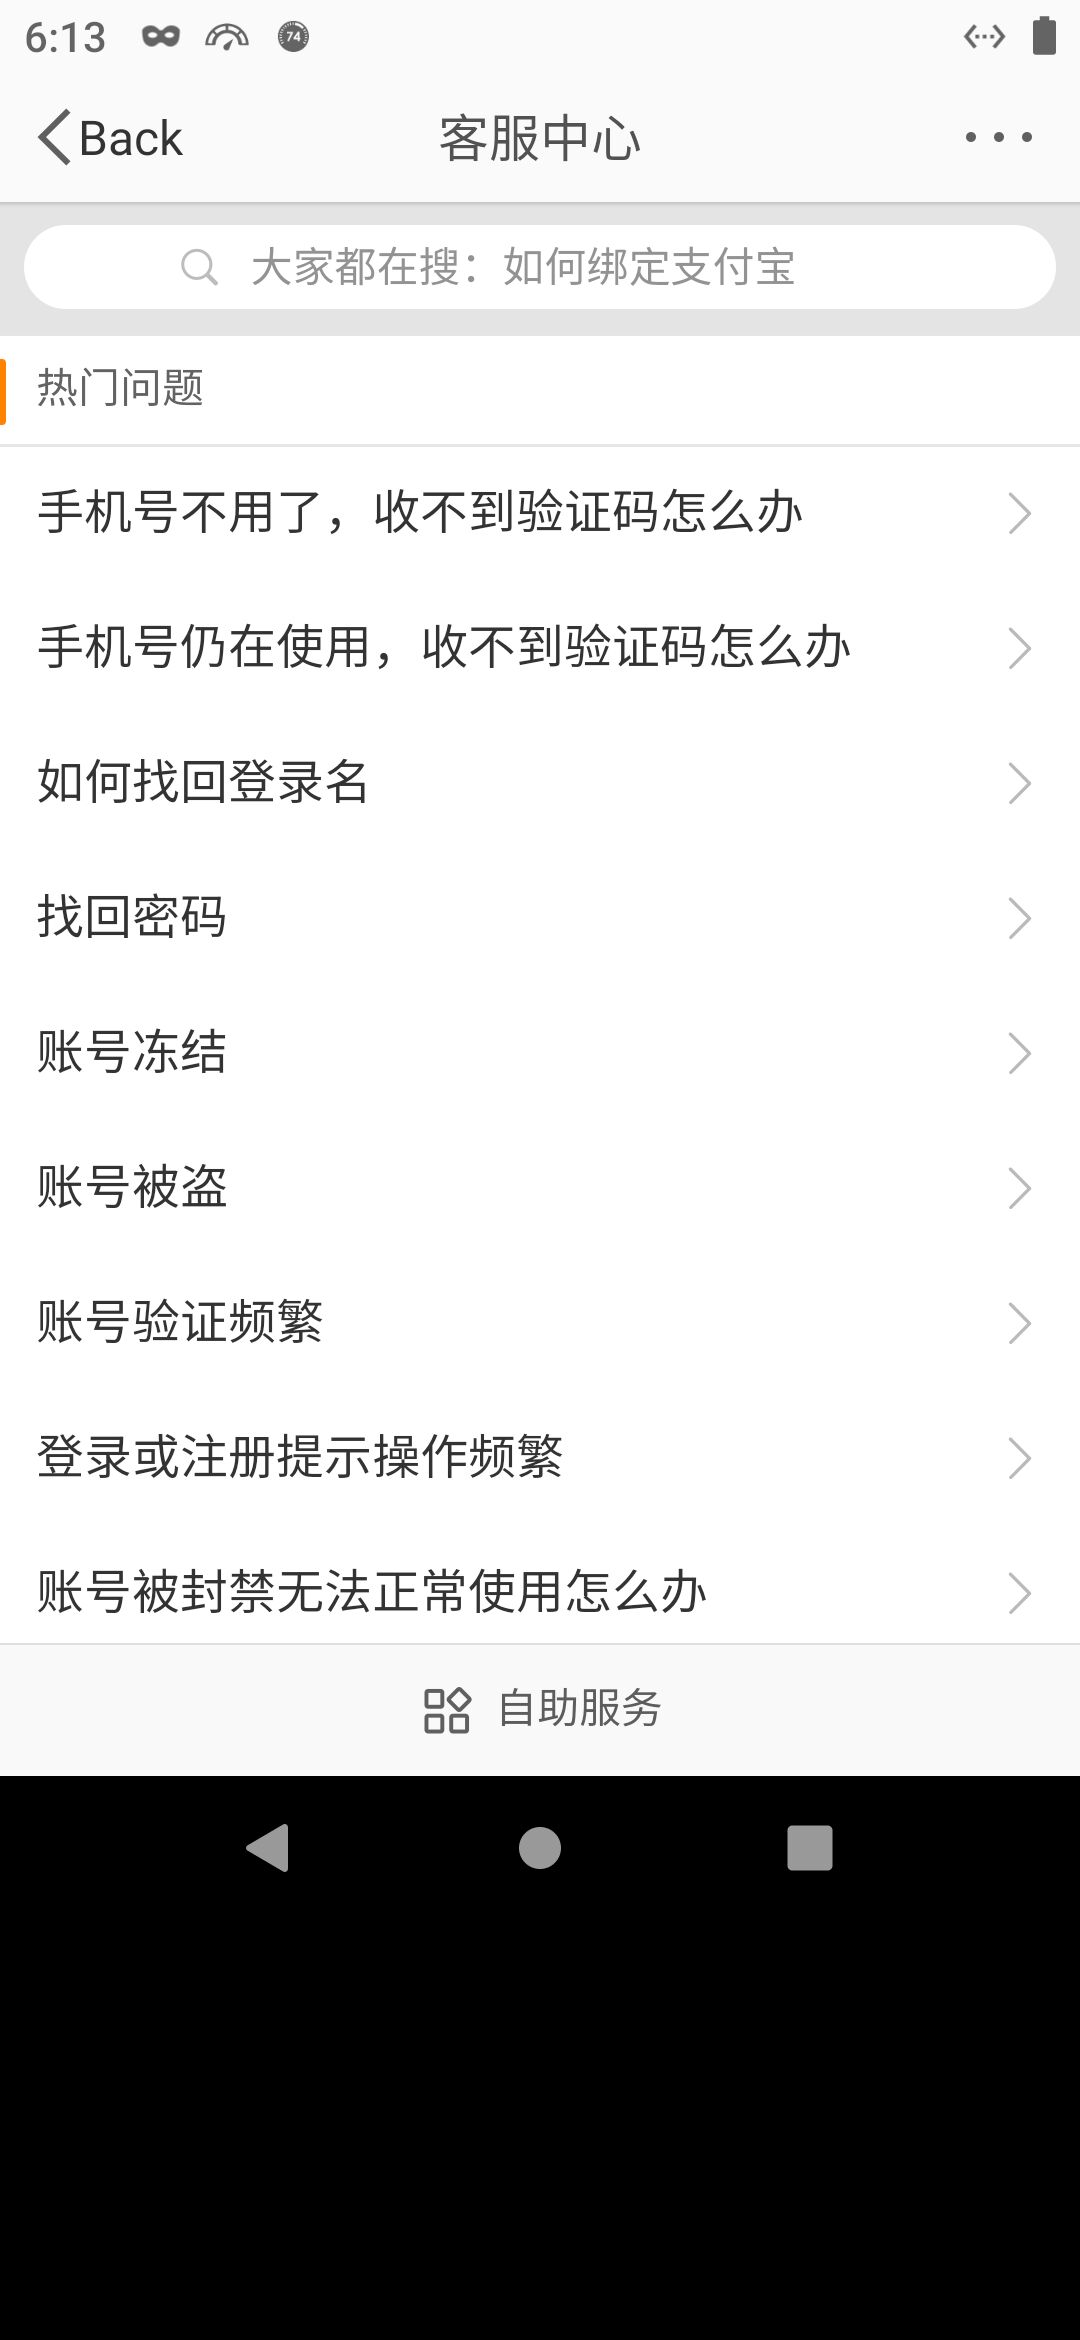 6:13
74
Back
客服中心
大家都在搜：如何绑定支付宝
热门问题
手机号不用了，收不到验证码怎么办
手机号仍在使用，收不到验证码怎么办
如何找回登录名
找回密码
账号冻结
账号被盗
账号验证频繁
登录或注册提示操作频繁
账号被封禁无法正常使用怎么办
自助服务